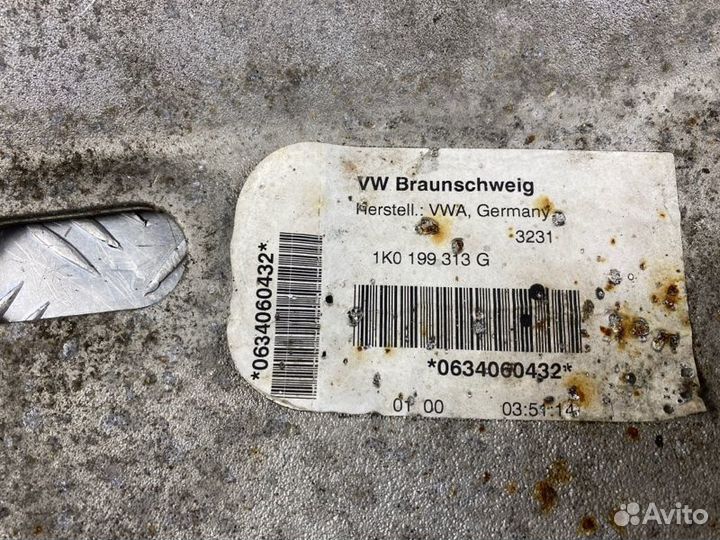 VW Braunschweig
Herstell.: VWA, Germany
3231
1K0 199 313 G
*0634060432*
*0634060432*
01 00 03:51:14
Avito